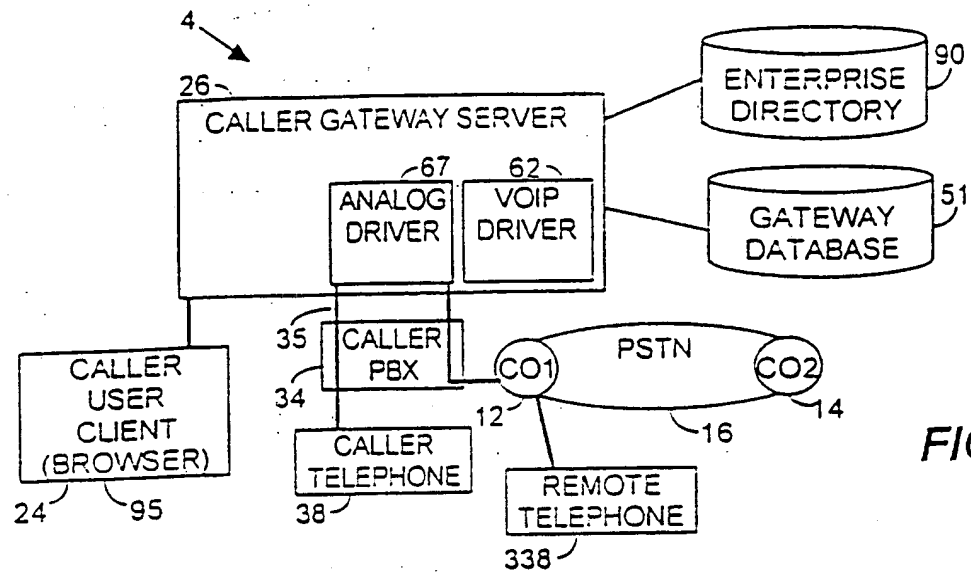 4
26
CALLER GATEWAY SERVER
67
ANALOG
DRIVER
62
VOIP
DRIVER
ENTERPRISE
DIRECTORY
90
GATEWAY
DATABASE
51
35
CALLER
PBX
34
CALLER
USER
CLIENT
(BROWSER)
24
95
CALLER
TELEPHONE
38
CO1
12
PSTN
16
CO2
14
REMOTE
TELEPHONE
338
FIG